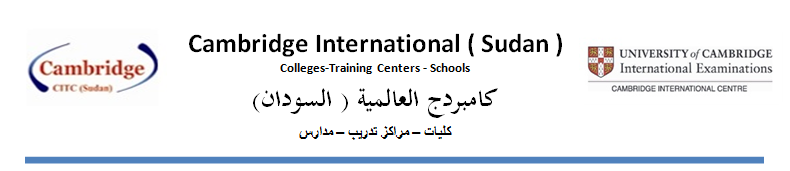 Cambridge
CITC (Sudan)
Cambridge International ( Sudan )
Colleges-Training Centers - Schools
كامبردج العالمية ( السودان)
كليات – مراكز تدريب – مدارس
UNIVERSITY of CAMBRIDGE
International Examinations
CAMBRIDGE INTERNATIONAL CENTRE